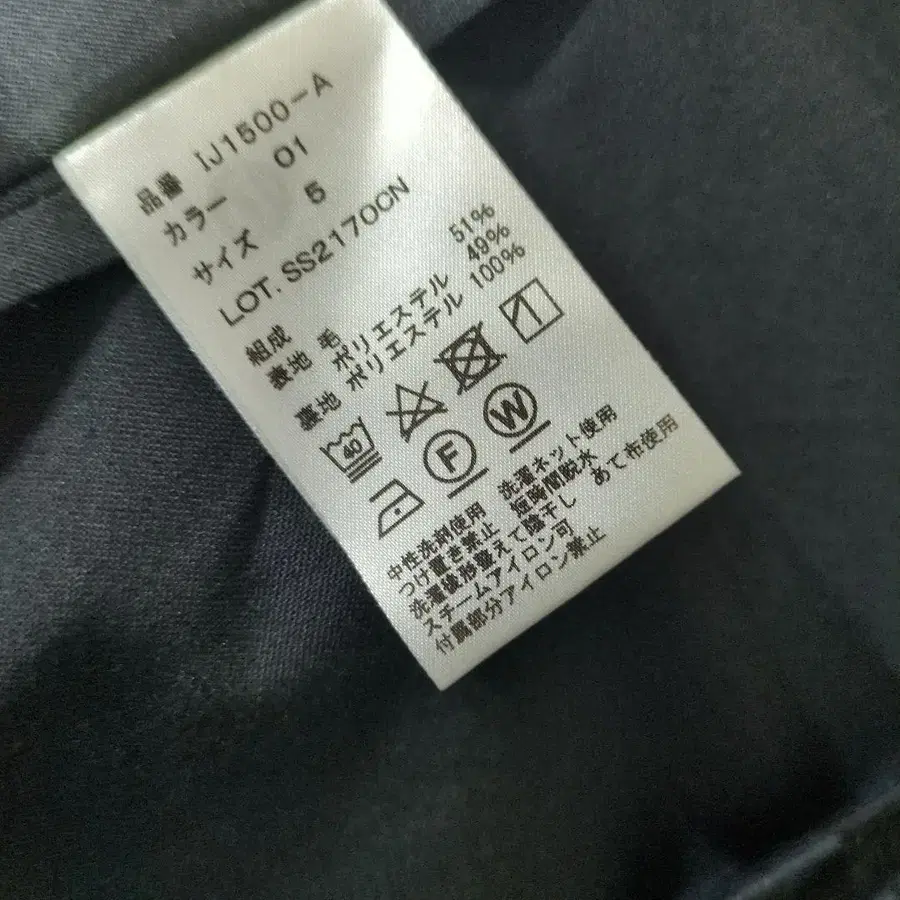 品番 IJ1500-A
カラー 01
サイズ 5
LOT. SS2170CN
組成
表地 毛 51%
ポリエステル 49%
裏地 ポリエステル 100%
40
F W
中性洗剤使用 洗濯ネット使用
つけ置き禁止 短時間脱水
洗濯後形整えて陰干し あて布使用
スチームアイロン可
付属部分アイロン禁止